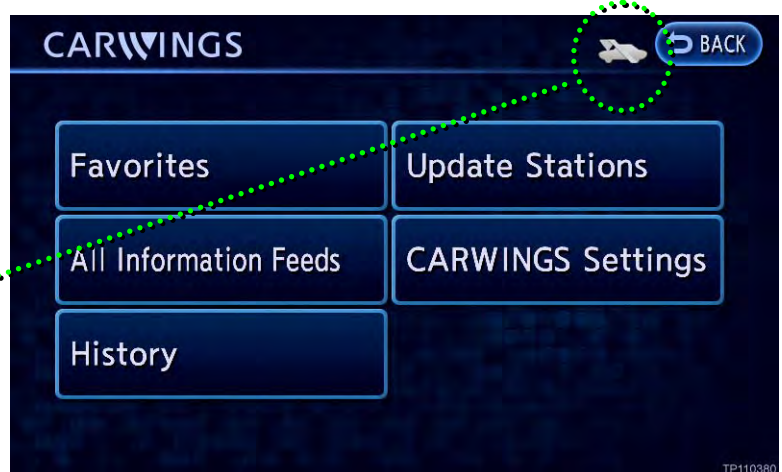 CARWINGS
BACK
Favorites
Update Stations
All Information Feeds
CARWINGS Settings
History
TP110380